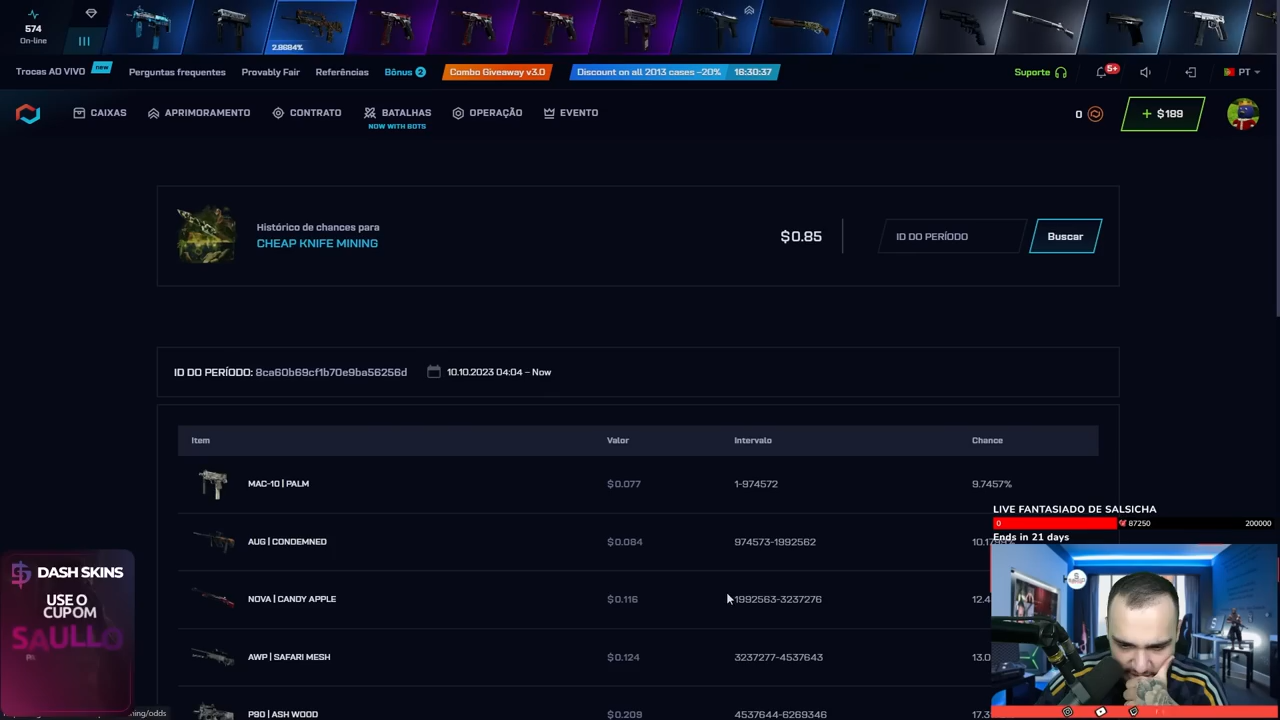 574
On-line
2.8684%
Trocas AO VIVO
new
Perguntas frequentes
Provably Fair
Referências
Bônus 2
Combo Giveaway v3.0
Discount on all 2013 cases -20% 16:30:37
Suporte
5+
PT
CAIXAS
APRIMORAMENTO
CONTRATO
BATALHAS
NOW WITH BOTS
OPERAÇÃO
EVENTO
0
+ $189
Histórico de chances para
CHEAP KNIFE MINING
$0.85
ID DO PERÍODO
Buscar
ID DO PERÍODO: 8ca60b69cf1b70e9ba56256d
10.10.2023 04:04 – Now
Item Valor Intervalo Chance
MAC-10 | PALM $0.077 1-974572 9.7457%
AUG | CONDEMNED $0.084 974573-1992562
NOVA | CANDY APPLE $0.116 1992563-3237276
AWP | SAFARI MESH $0.124 3237277-4537643
P90 | ASH WOOD $0.209 4537644-6269346
LIVE FANTASIADO DE SALSICHA
0 87250 200000
Ends in 21 days
DASH SKINS
USE O
CUPOM
SAULLO
ning/odds